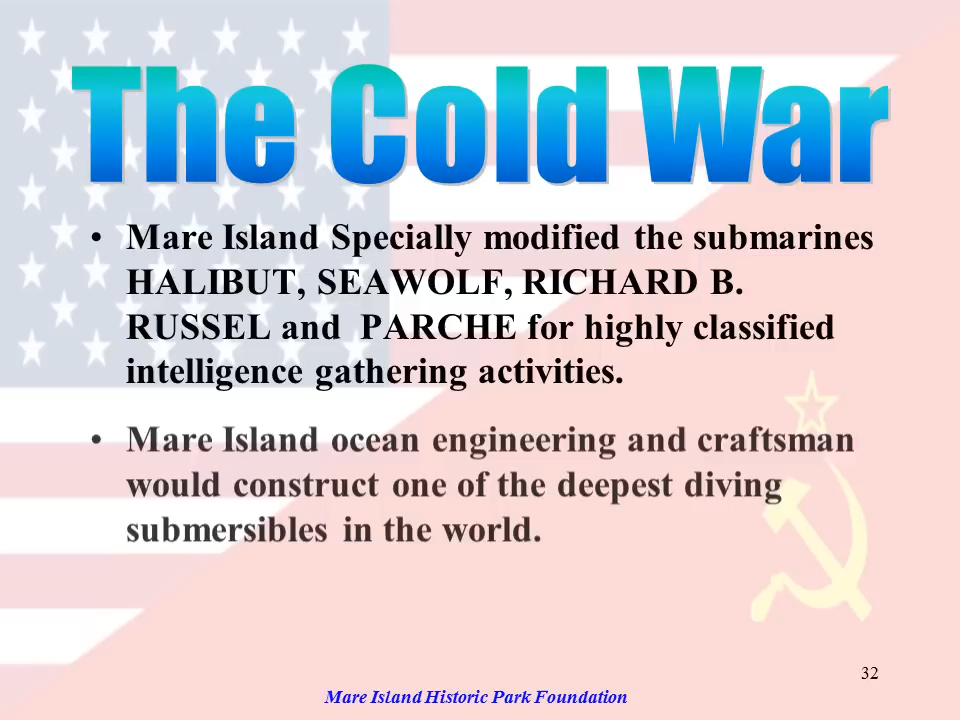 The Cold War
• Mare Island Specially modified the submarines
HALIBUT, SEAWOLF, RICHARD B.
RUSSEL and  PARCHE for highly classified
intelligence gathering activities.
• Mare Island ocean engineering and craftsman
would construct one of the deepest diving
submersibles in the world.
32
Mare Island Historic Park Foundation